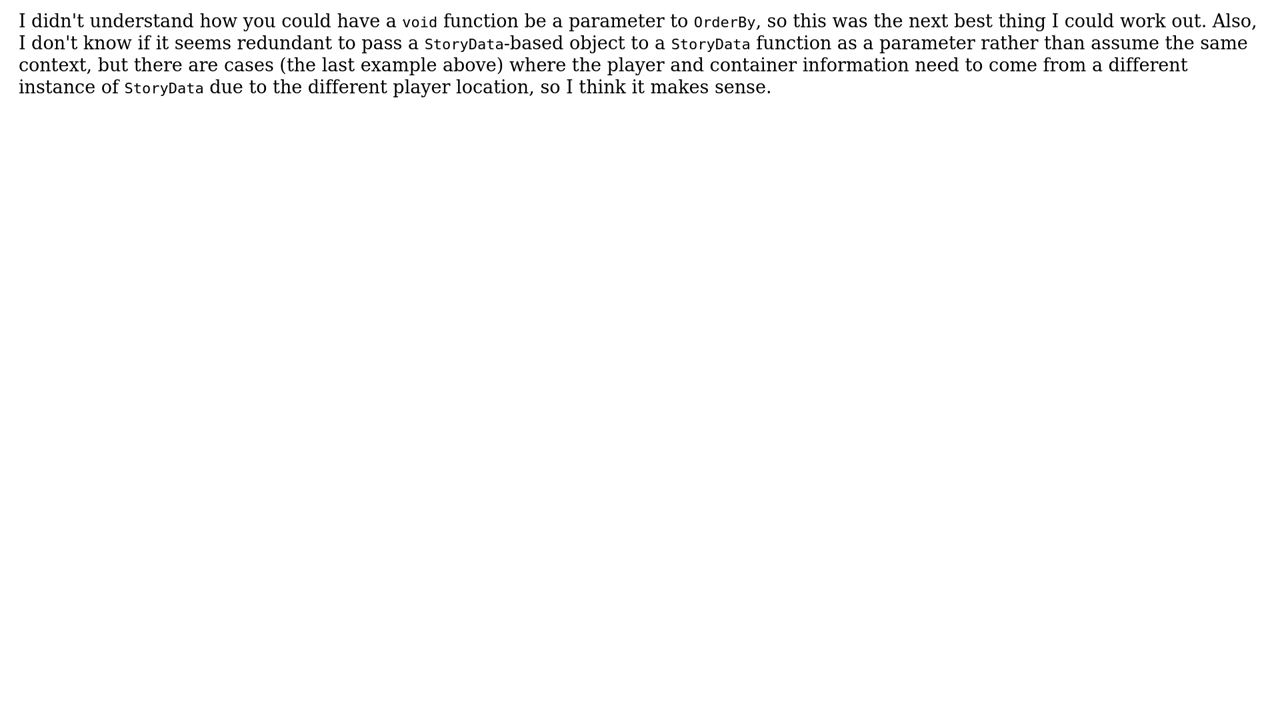 I didn't understand how you could have a void function be a parameter to OrderBy, so this was the next best thing I could work out. Also,
I don't know if it seems redundant to pass a StoryData-based object to a StoryData function as a parameter rather than assume the same
context, but there are cases (the last example above) where the player and container information need to come from a different
instance of StoryData due to the different player location, so I think it makes sense.